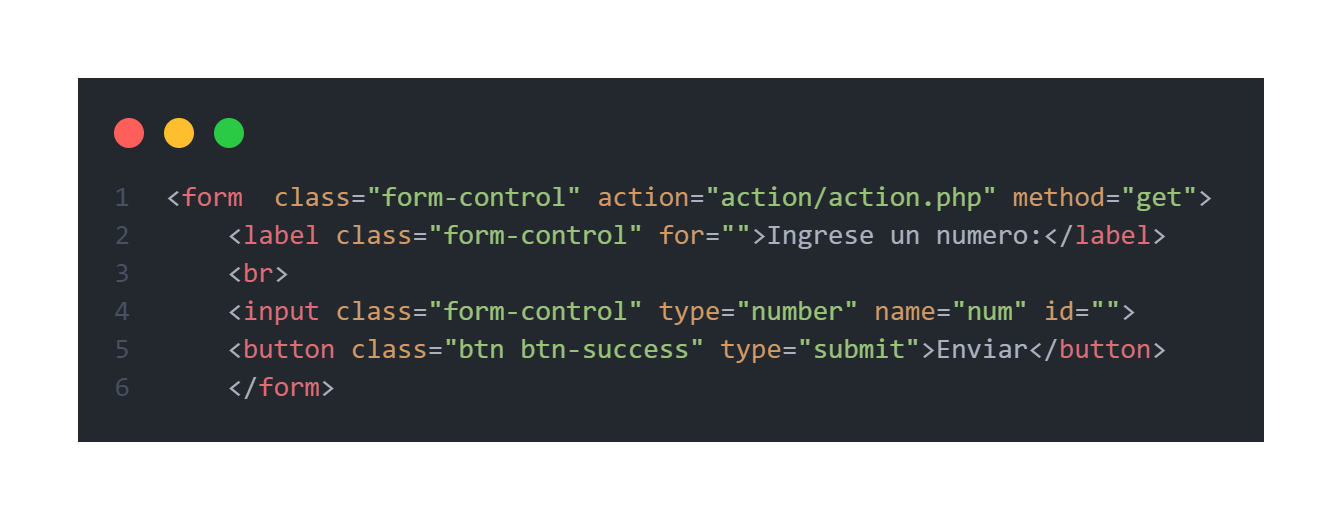 1 <form  class="form-control" action="action/action.php" method="get">
2     <label class="form-control" for="">Ingrese un numero:</label>
3     <br>
4     <input class="form-control" type="number" name="num" id="">
5     <button class="btn btn-success" type="submit">Enviar</button>
6     </form>